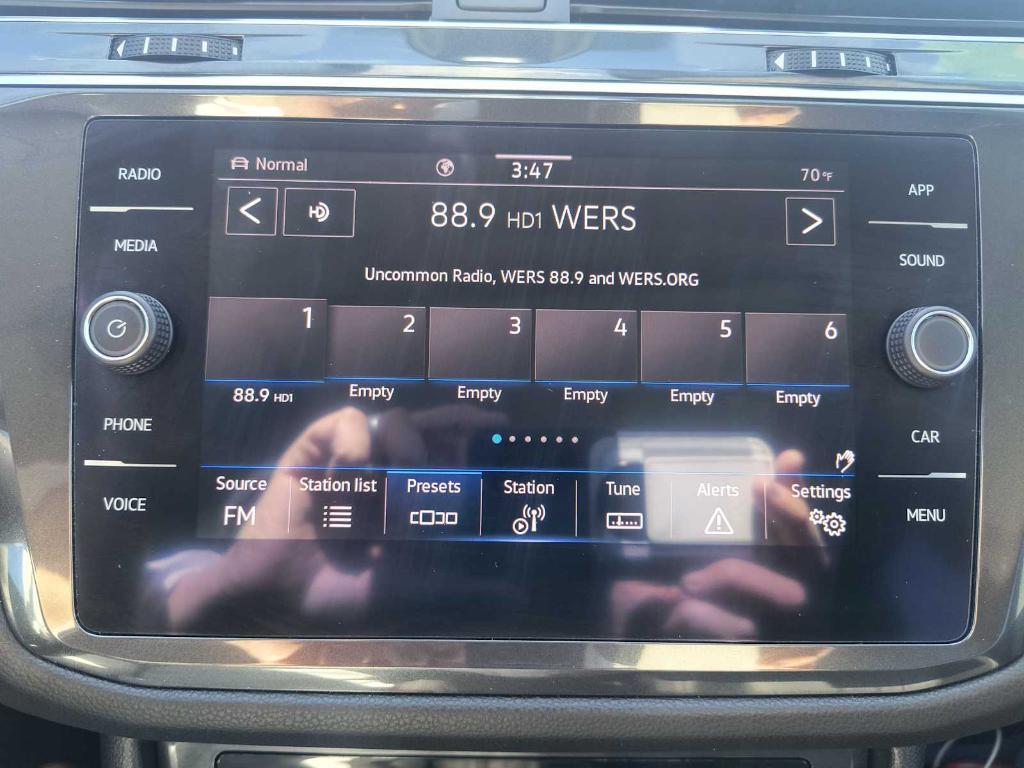 RADIO
MEDIA
PHONE
VOICE
Normal
3:47
70°F
HD
88.9 HD1 WERS
Uncommon Radio, WERS 88.9 and WERS.ORG
1 2 3 4 5 6
88.9 HD1 Empty Empty Empty Empty Empty
Source Station list Presets Station Tune Alerts Settings
FM
APP
SOUND
CAR
MENU